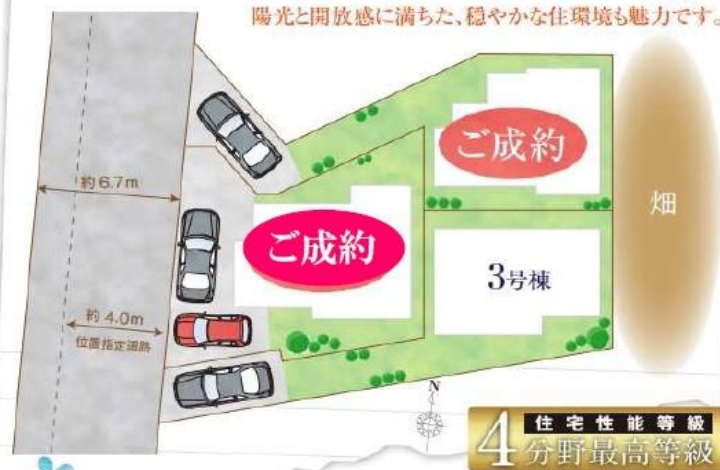 陽光と開放感に満ちた、穏やかな住環境も魅力です。
ご成約
約6.7m
畑
ご成約
3号棟
約4.0m
位置指定道路
N
4 住宅性能等級
分野最高等級